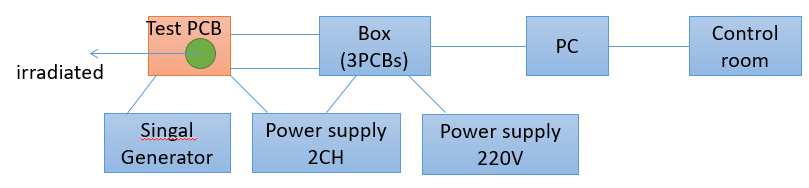 Test PCB
irradiated
Box
(3PCBs)
PC
Control
room
Singal
Generator
Power supply
2CH
Power supply
220V